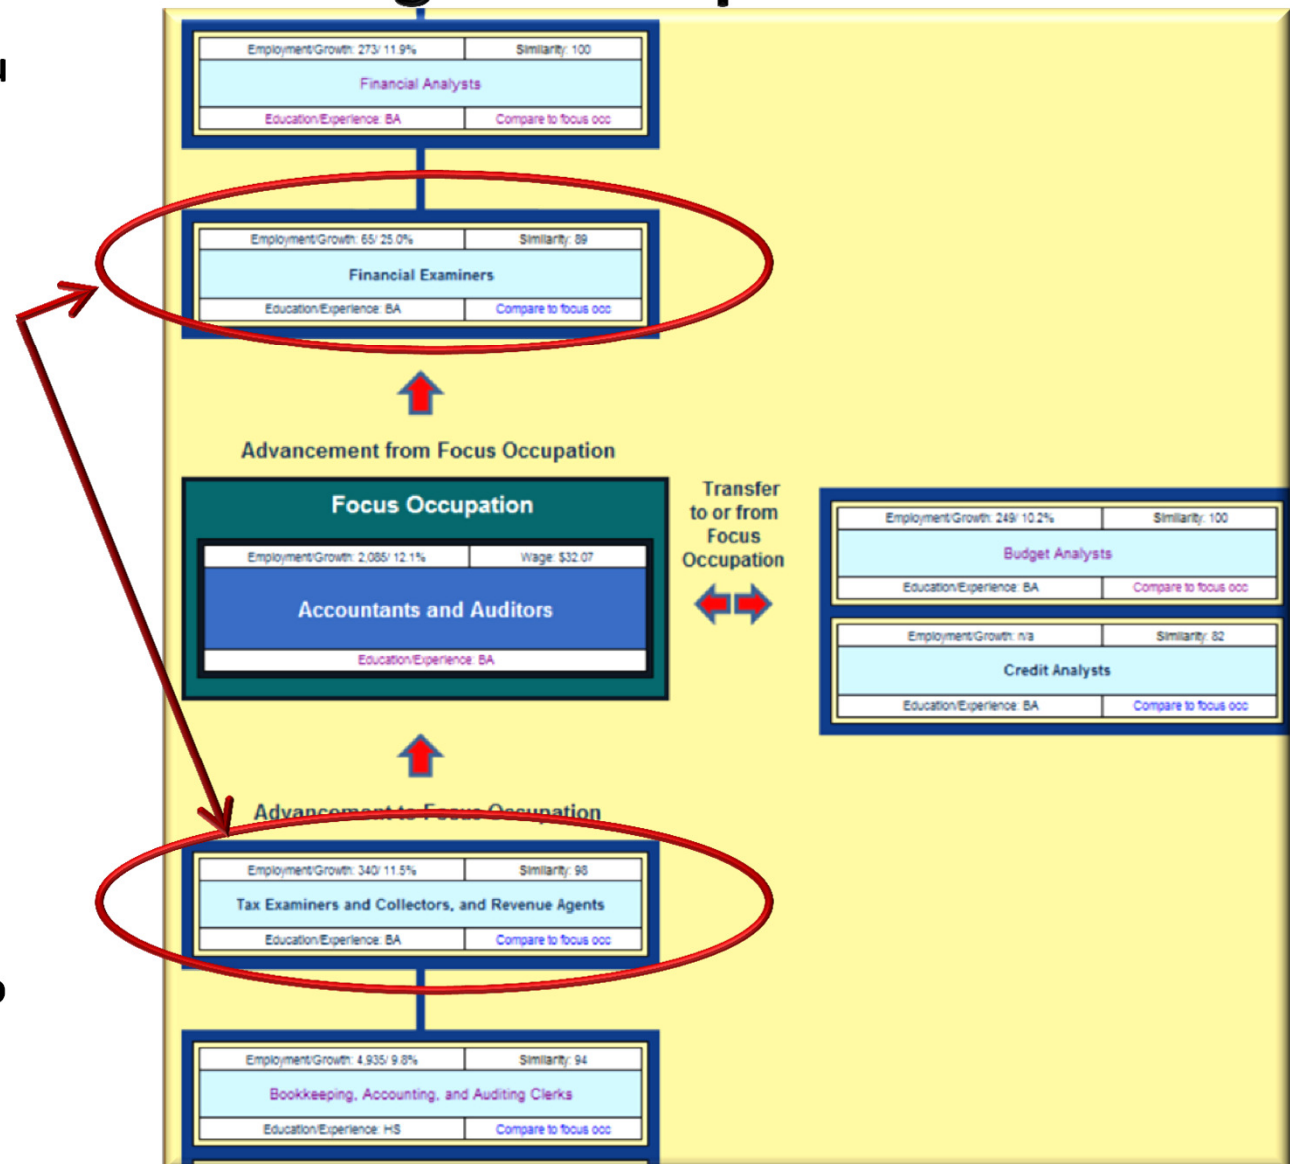 Employment/Growth: 273/ 11.9% Similarity: 100
Financial Analysts
Education/Experience: BA Compare to focus occ
Employment/Growth: 65/ 25.0% Similarity: 89
Financial Examiners
Education/Experience: BA Compare to focus occ
Advancement from Focus Occupation
Focus Occupation
Employment/Growth: 2,085/ 12.1% Wage: $32.07
Accountants and Auditors
Education/Experience: BA
Transfer
to or from
Focus
Occupation
Employment/Growth: 249/ 10.2% Similarity: 100
Budget Analysts
Education/Experience: BA Compare to focus occ
Employment/Growth: n/a Similarity: 82
Credit Analysts
Education/Experience: BA Compare to focus occ
Advancement to Focus Occupation
Employment/Growth: 340/ 11.5% Similarity: 98
Tax Examiners and Collectors, and Revenue Agents
Education/Experience: BA Compare to focus occ
Employment/Growth: 4,935/ 9.8% Similarity: 94
Bookkeeping, Accounting, and Auditing Clerks
Education/Experience: HS Compare to focus occ